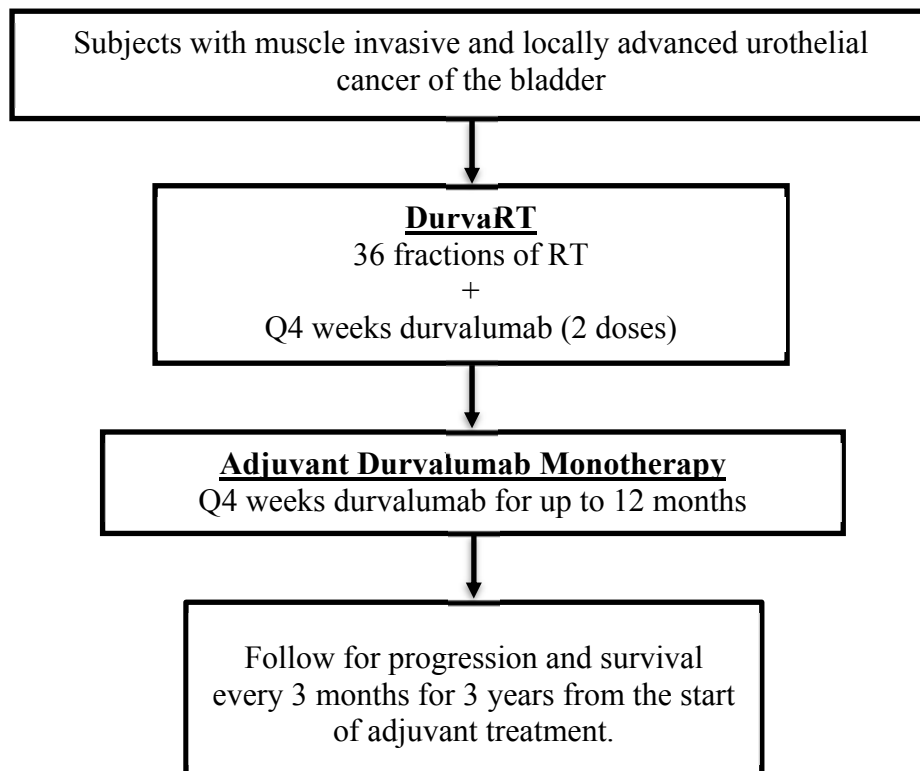 Subjects with muscle invasive and locally advanced urothelial
cancer of the bladder
DurvaRT
36 fractions of RT
+
Q4 weeks durvalumab (2 doses)
Adjuvant Durvalumab Monotherapy
Q4 weeks durvalumab for up to 12 months
Follow for progression and survival
every 3 months for 3 years from the start
of adjuvant treatment.